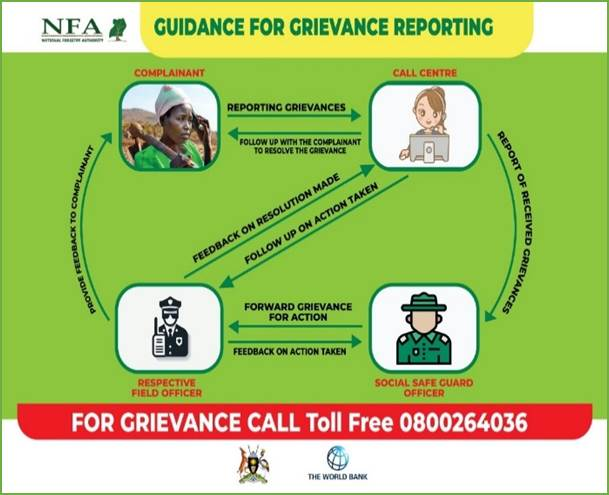 NFA
NATIONAL FORESTRY AUTHORITY
GUIDANCE FOR GRIEVANCE REPORTING
COMPLAINANT
CALL CENTRE
REPORTING GRIEVANCES
FOLLOW UP WITH THE COMPLAINANT
TO RESOLVE THE GRIEVANCE
PROVIDE FEEDBACK TO COMPLAINANT
FEEDBACK ON RESOLUTION MADE
FOLLOW UP ON ACTION TAKEN
REPORT OF RECEIVED GRIEVANCES
FORWARD GRIEVANCE
FOR ACTION
FEEDBACK ON ACTION TAKEN
RESPECTIVE
FIELD OFFICER
SOCIAL SAFE GUARD
OFFICER
FOR GRIEVANCE CALL Toll Free 0800264036
THE WORLD BANK